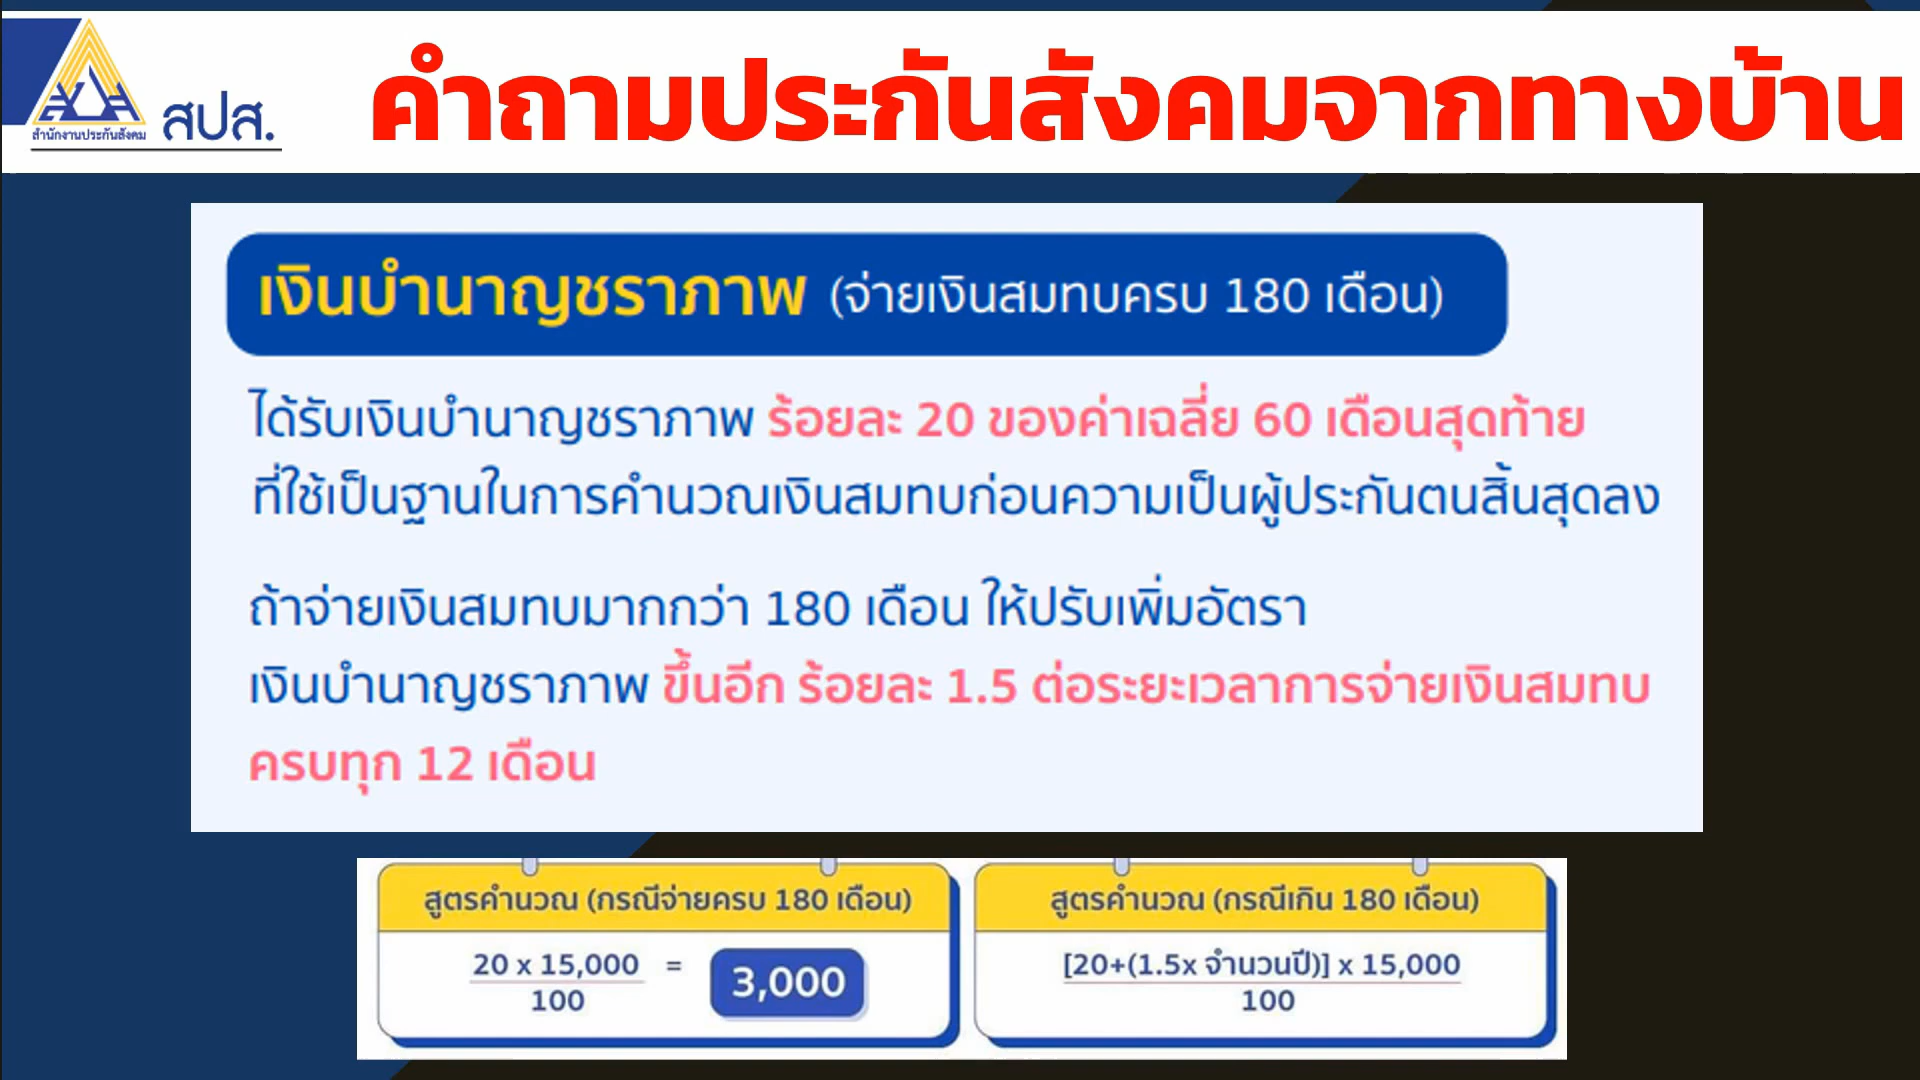 สปส
สำนักงานประกันสังคม
สปส.
คำถามประกันสังคมจากทางบ้าน
เงินบำนาญชราภาพ (จ่ายเงินสมทบครบ 180 เดือน)
ได้รับเงินบำนาญชราภาพ ร้อยละ 20 ของค่าเฉลี่ย 60 เดือนสุดท้าย
ที่ใช้เป็นฐานในการคำนวณเงินสมทบก่อนความเป็นผู้ประกันตนสิ้นสุดลง
ถ้าจ่ายเงินสมทบมากกว่า 180 เดือน ให้ปรับเพิ่มอัตรา
เงินบำนาญชราภาพ ขึ้นอีก ร้อยละ 1.5 ต่อระยะเวลาการจ่ายเงินสมทบ
ครบทุก 12 เดือน
สูตรคำนวณ (กรณีจ่ายครบ 180 เดือน)
20 x 15,000 = 3,000
100
สูตรคำนวณ (กรณีเกิน 180 เดือน)
[20+(1.5x จำนวนปี)] x 15,000
100